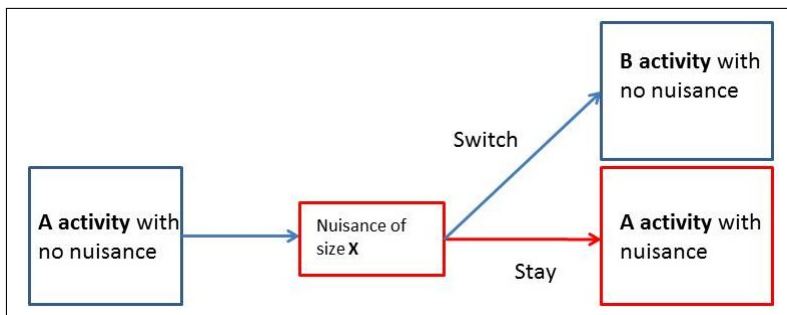 B activity with
no nuisance
Switch
A activity with
no nuisance
Nuisance of
size X
A activity with
nuisance
Stay